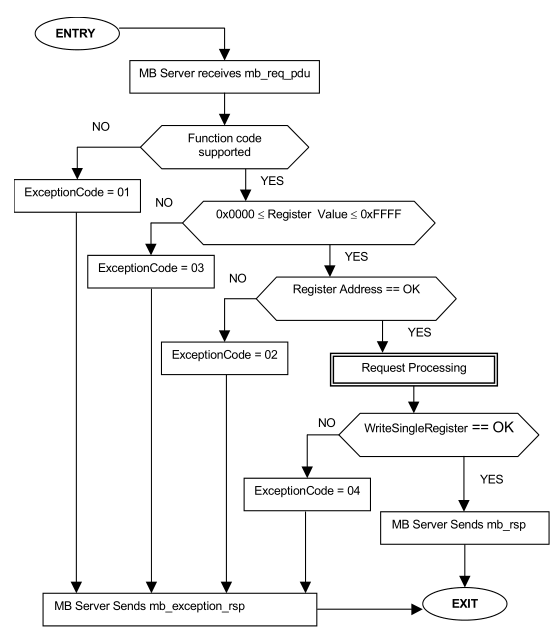 ENTRY
MB Server receives mb_req_pdu
NO
Function code
supported
YES
ExceptionCode = 01
NO
0x0000 ≤ Register Value ≤ 0xFFFF
YES
ExceptionCode = 03
NO
Register Address == OK
YES
ExceptionCode = 02
Request Processing
NO
WriteSingleRegister == OK
YES
ExceptionCode = 04
MB Server Sends mb_rsp
MB Server Sends mb_exception_rsp
EXIT